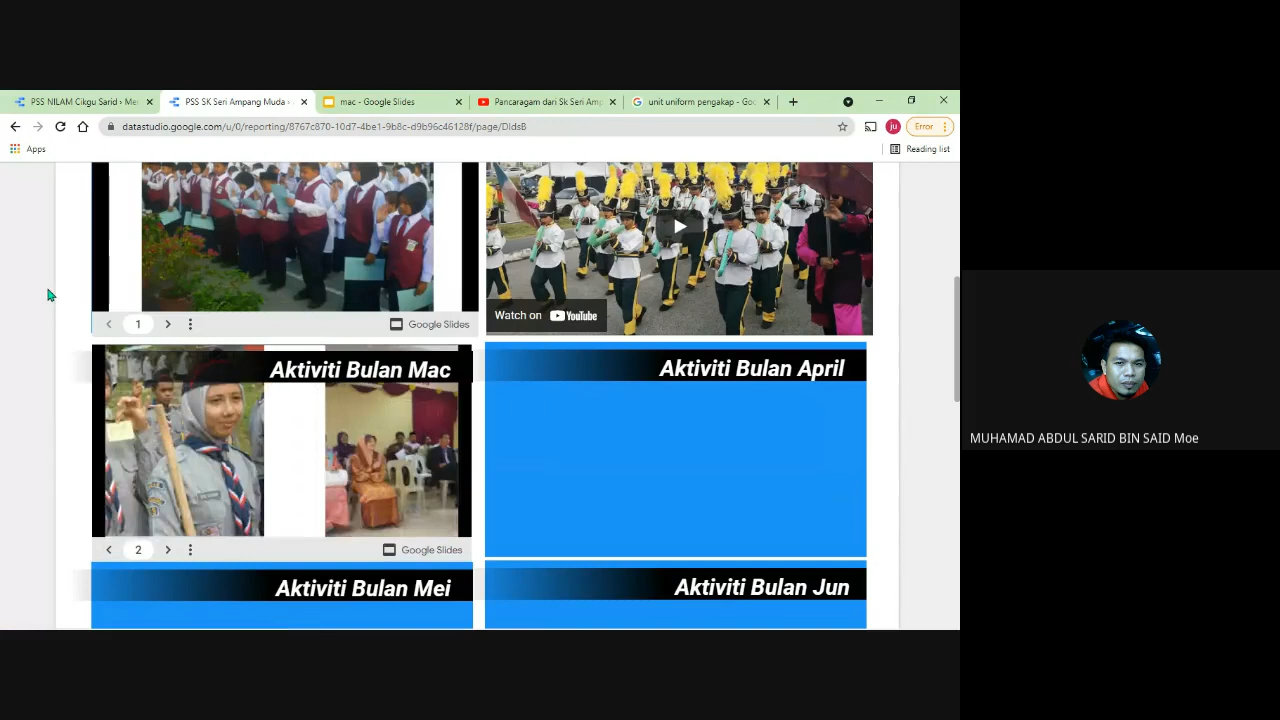 PSS NILAM Cikgu Sarid › Me
PSS SK Seri Ampang Muda ›
mac - Google Slides
Pancaragam dari Sk Seri Am
unit uniform pengakap - Go
datastudio.google.com/u/0/reporting/8767c870-10d7-4be1-9b8c-d9b96c46128f/page/DIdsB
ju
Error
Apps
Reading list
1
Google Slides
Watch on YouTube
Aktiviti Bulan Mac
Aktiviti Bulan April
2
Google Slides
Aktiviti Bulan Mei
Aktiviti Bulan Jun
MUHAMAD ABDUL SARID BIN SAID Moe